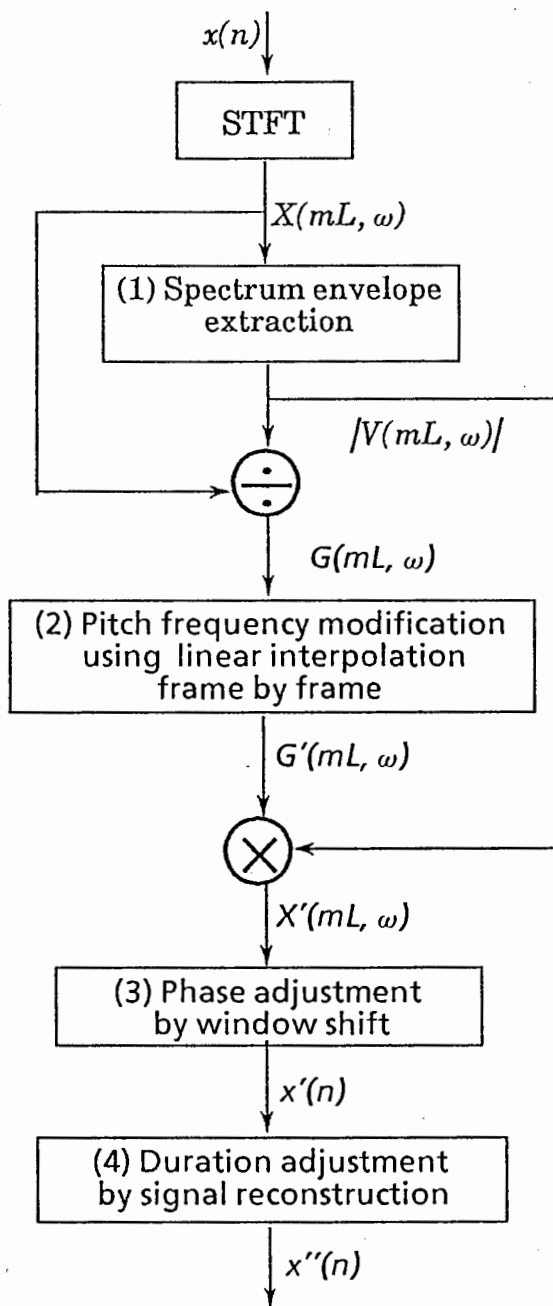 x(n)
STFT
X(mL, ω)
(1) Spectrum envelope
extraction
|V(mL, ω)|
÷
G(mL, ω)
(2) Pitch frequency modification
using linear interpolation
frame by frame
G'(mL, ω)
×
X'(mL, ω)
(3) Phase adjustment
by window shift
x'(n)
(4) Duration adjustment
by signal reconstruction
x''(n)